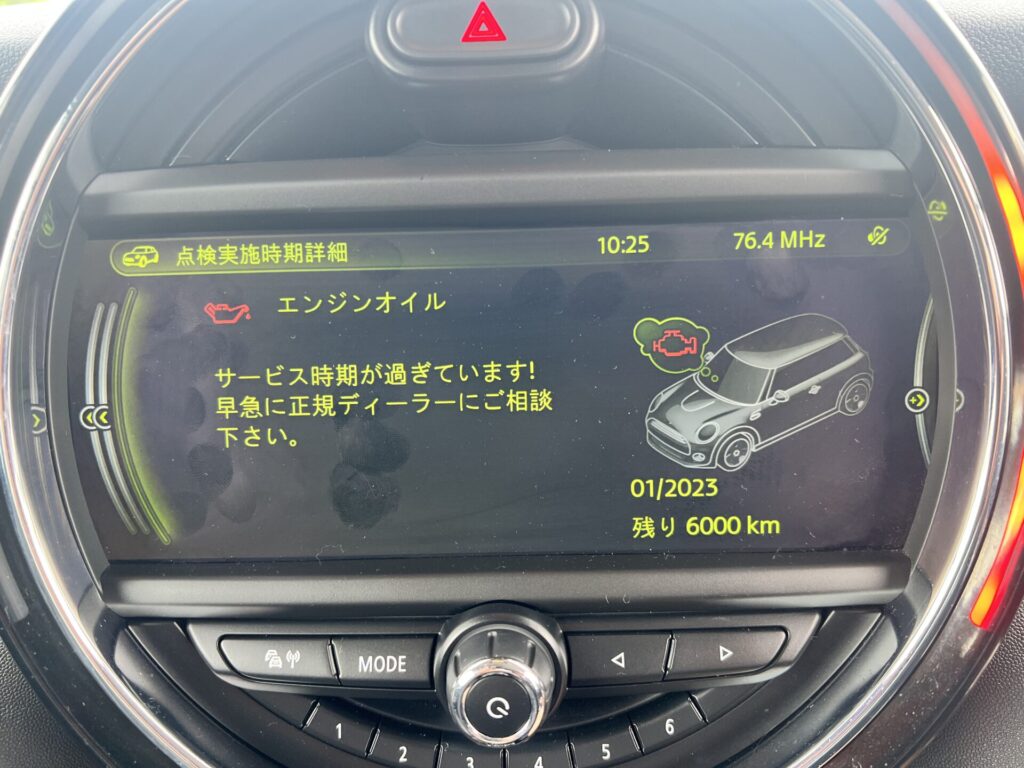 点検実施時期詳細 10:25 76.4 MHz
エンジンオイル
サービス時期が過ぎています!
早急に正規ディーラーにご相談
下さい。
01/2023
残り 6000 km
MODE
1 2 3 4 5 6